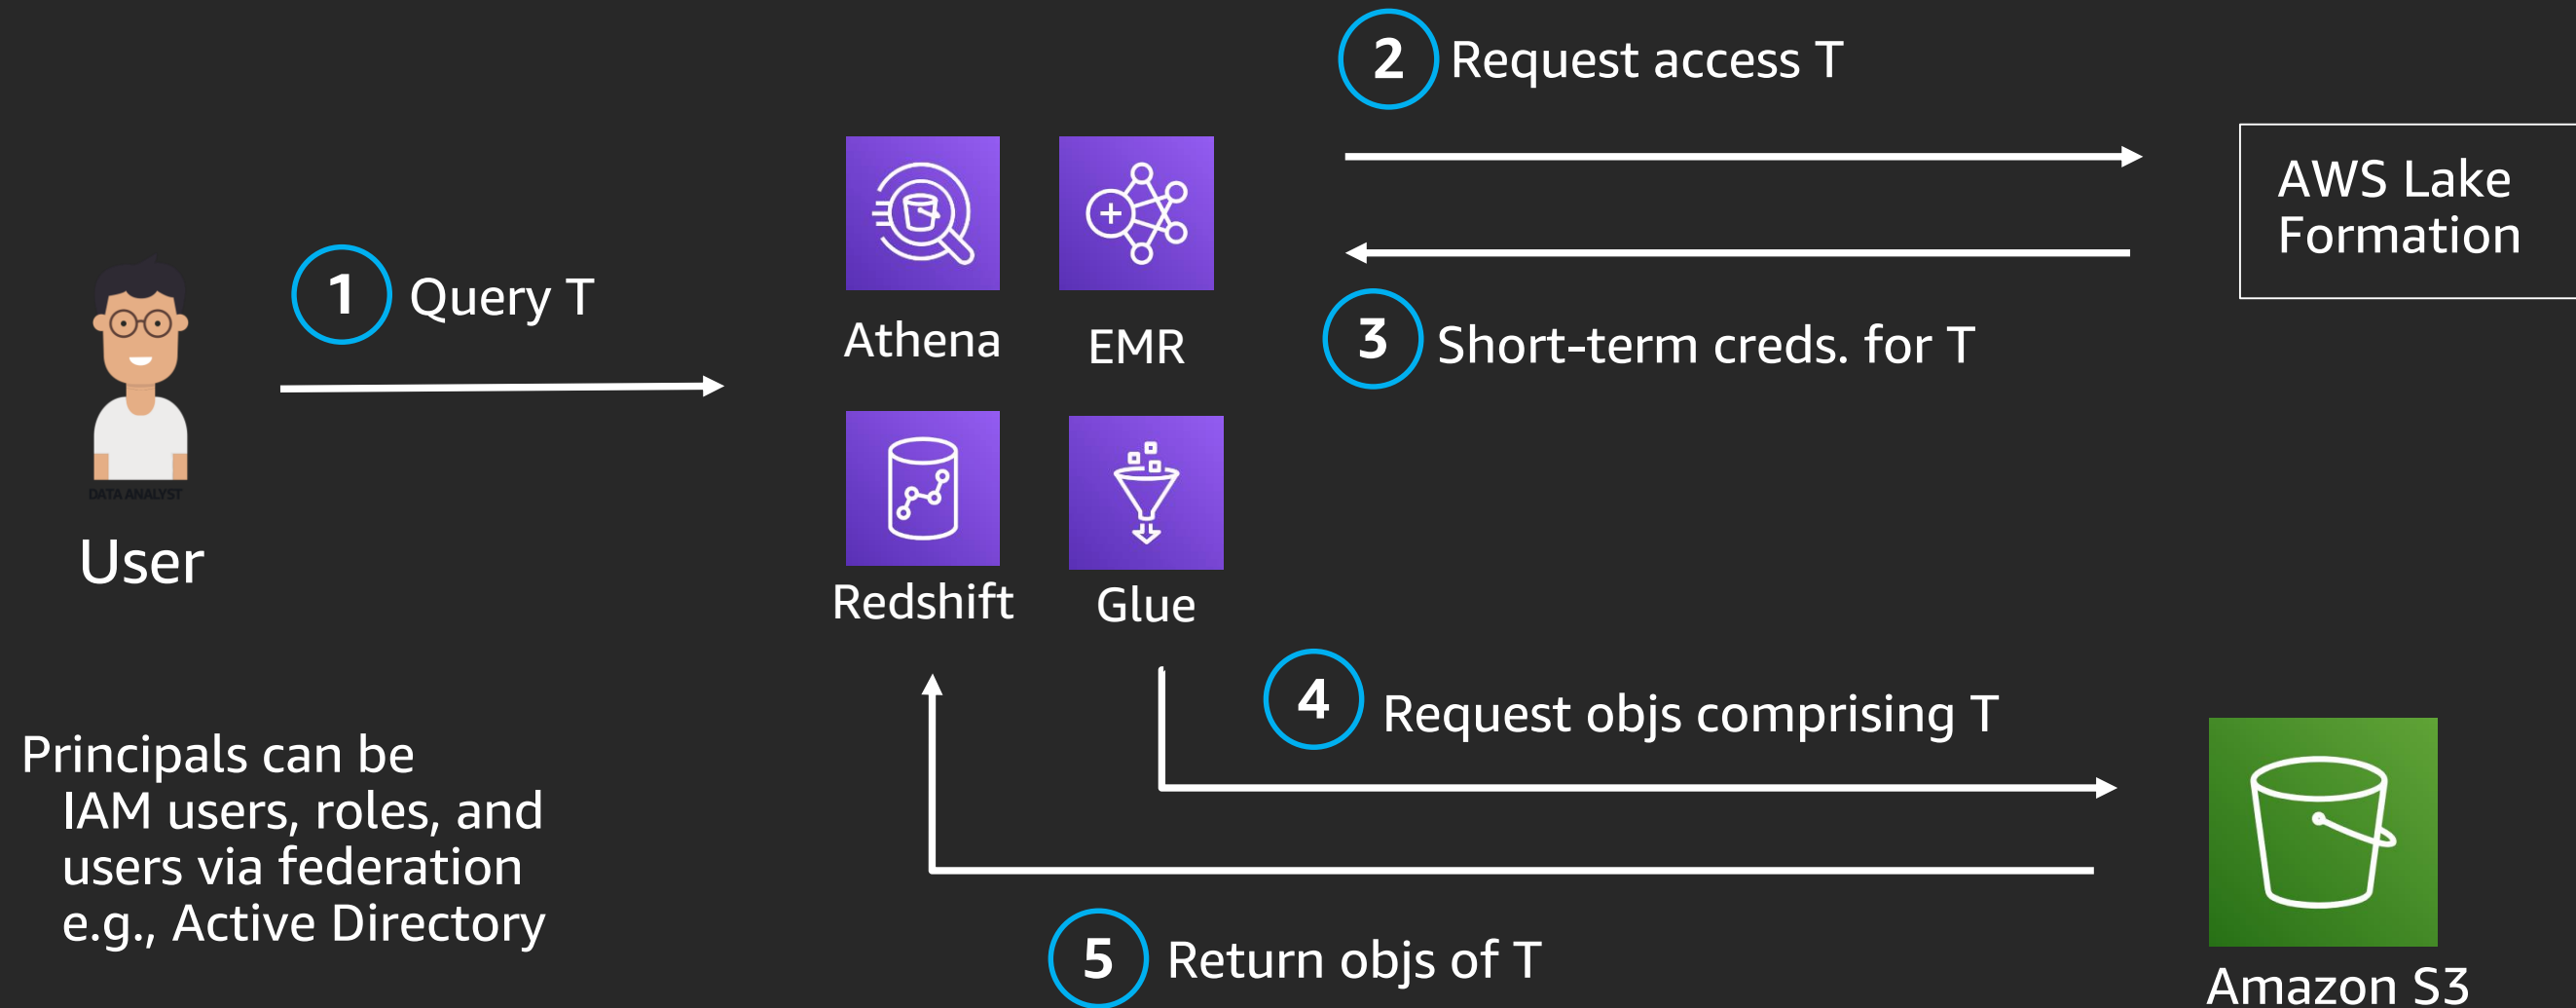 2 Request access T
AWS Lake
Formation
1 Query T
Athena
EMR
3 Short-term creds. for T
DATA ANALYST
User
Redshift
Glue
4 Request objs comprising T
Principals can be
IAM users, roles, and
users via federation
e.g., Active Directory
5 Return objs of T
Amazon S3